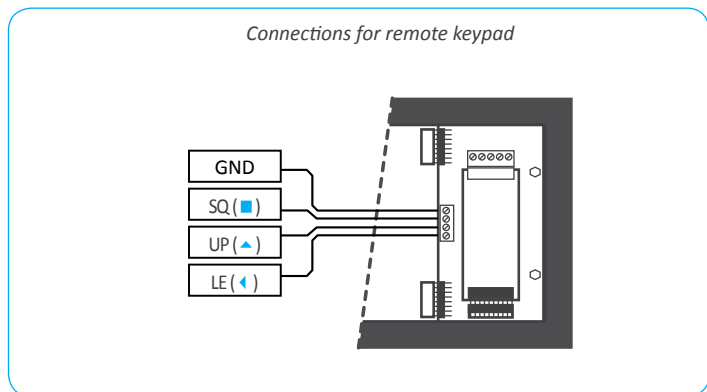 Connections for remote keypad
GND
SQ (■)
UP (▲)
LE (◀)